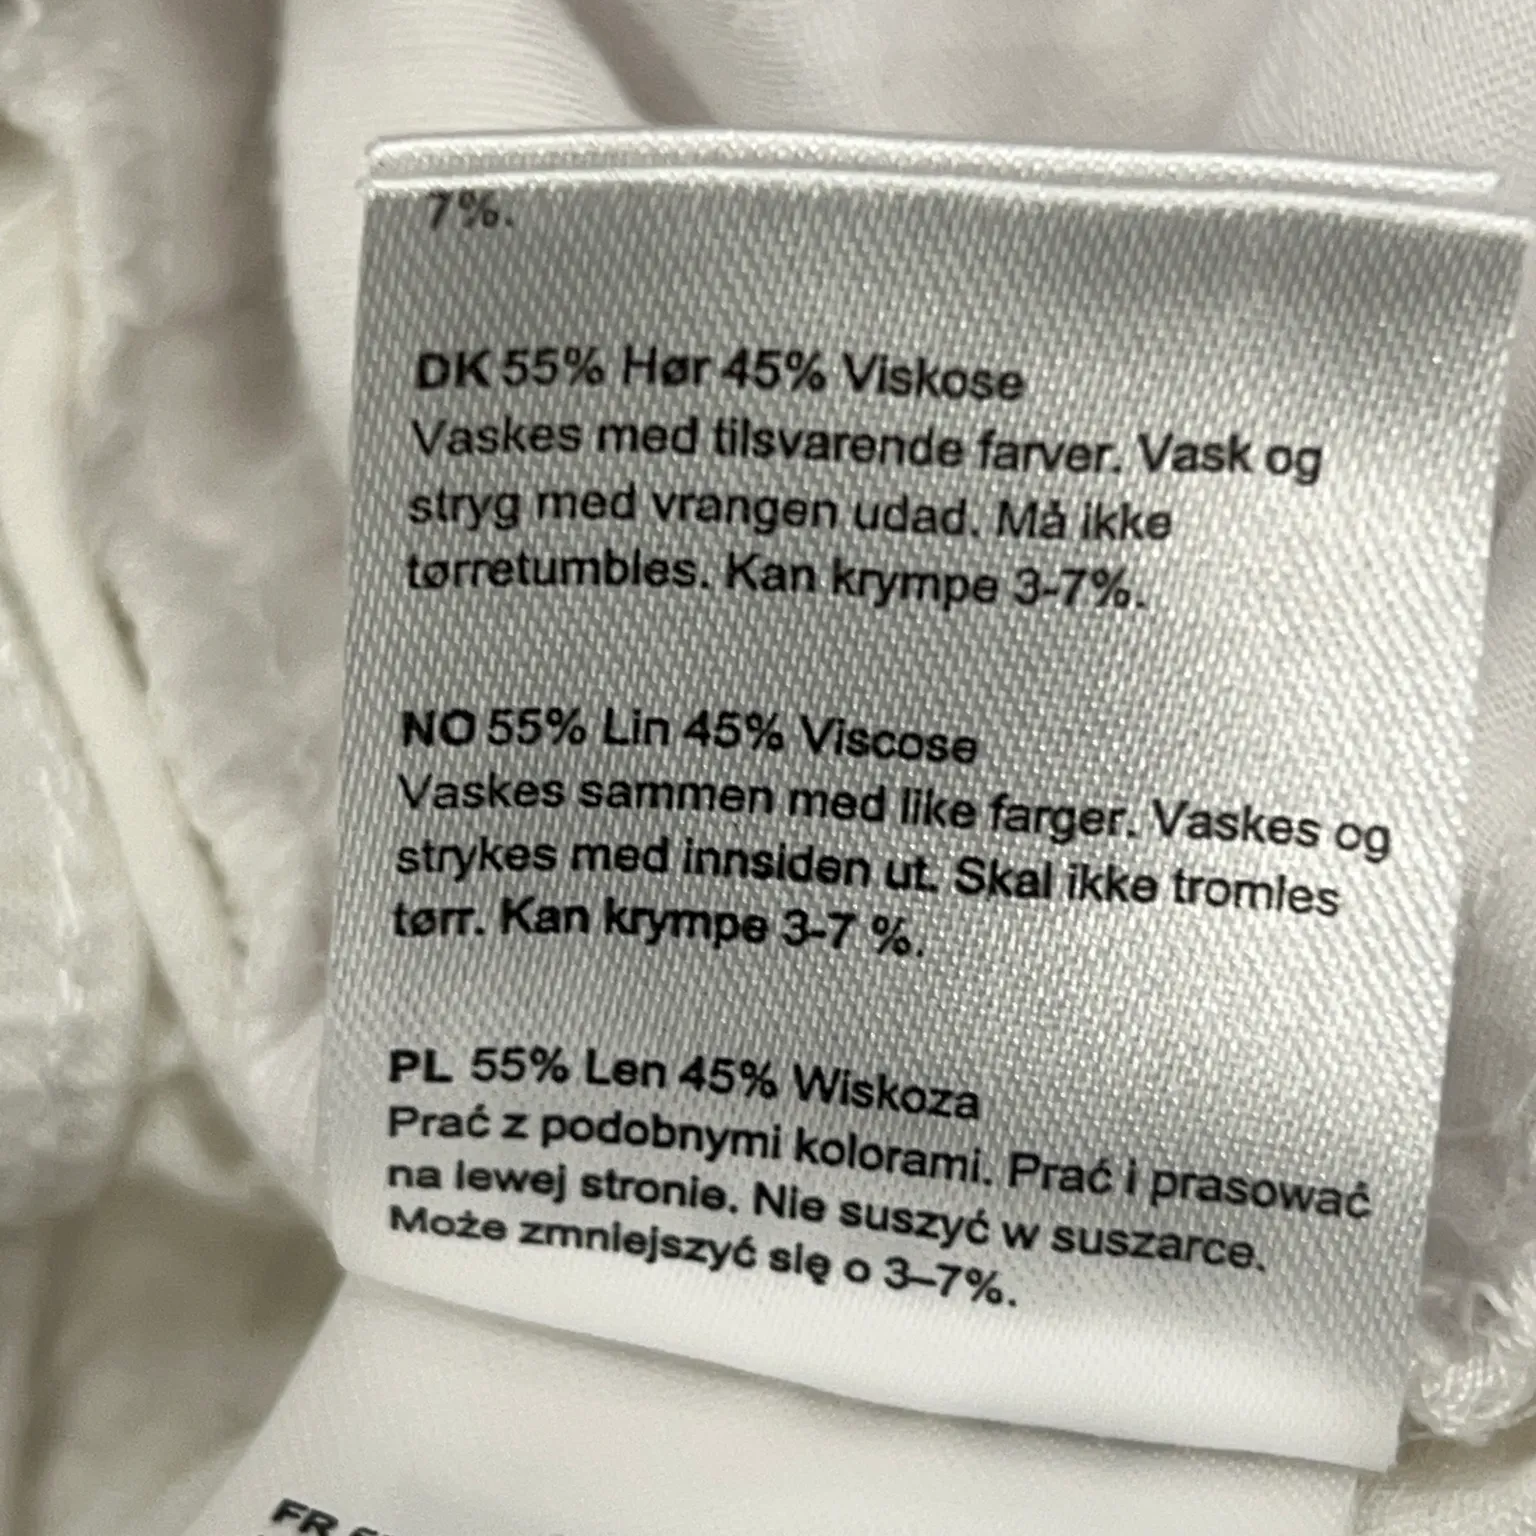 7%.
DK 55% Hør 45% Viskose
Vaskes med tilsvarende farver. Vask og
stryg med vrangen udad. Må ikke
tørretumbles. Kan krympe 3-7%.
NO 55% Lin 45% Viscose
Vaskes sammen med like farger. Vaskes og
strykes med innsiden ut. Skal ikke tromles
tørr. Kan krympe 3-7 %.
PL 55% Len 45% Wiskoza
Prać z podobnymi kolorami. Prać i prasować
na lewej stronie. Nie suszyć w suszarce.
Może zmniejszyć się o 3–7%.
FR